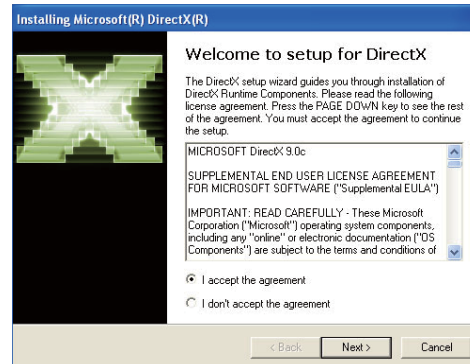 Installing Microsoft(R) DirectX(R)
Welcome to setup for DirectX
The DirectX setup wizard guides you through installation of
DirectX Runtime Components. Please read the following
license agreement. Press the PAGE DOWN key to see the rest
of the agreement. You must accept the agreement to continue
the setup.
MICROSOFT DirectX 9.0c
SUPPLEMENTAL END USER LICENSE AGREEMENT
FOR MICROSOFT SOFTWARE ("Supplemental EULA")
IMPORTANT: READ CAREFULLY - These Microsoft
Corporation ("Microsoft") operating system components,
including any "online" or electronic documentation ("OS
Components") are subject to the terms and conditions of
I accept the agreement
I don't accept the agreement
< Back Next > Cancel